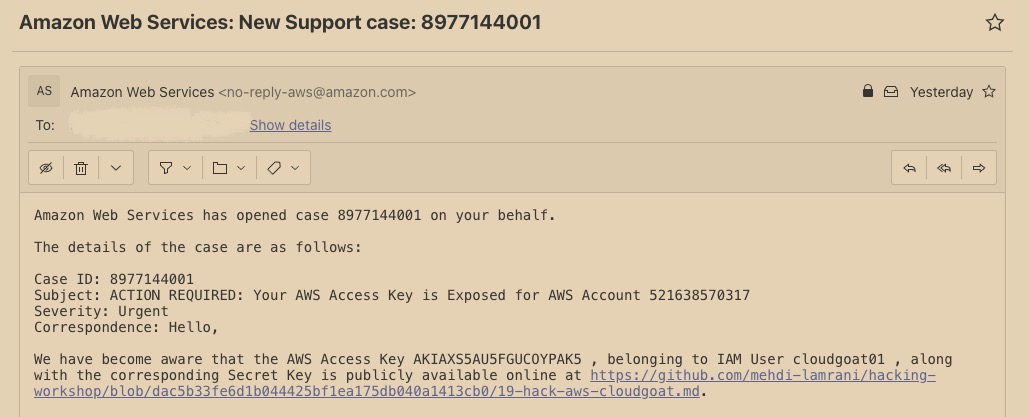 Amazon Web Services: New Support case: 8977144001
AS Amazon Web Services <no-reply-aws@amazon.com> Yesterday
To: Show details
Amazon Web Services has opened case 8977144001 on your behalf.
The details of the case are as follows:
Case ID: 8977144001
Subject: ACTION REQUIRED: Your AWS Access Key is Exposed for AWS Account 521638570317
Severity: Urgent
Correspondence: Hello,
We have become aware that the AWS Access Key AKIAXS5AU5FGUCOYPAK5 , belonging to IAM User cloudgoat01 , along
with the corresponding Secret Key is publicly available online at https://github.com/mehdi-lamrani/hacking-
workshop/blob/dac5b33fe6d1b044425bf1ea175db040a1413cb0/19-hack-aws-cloudgoat.md.